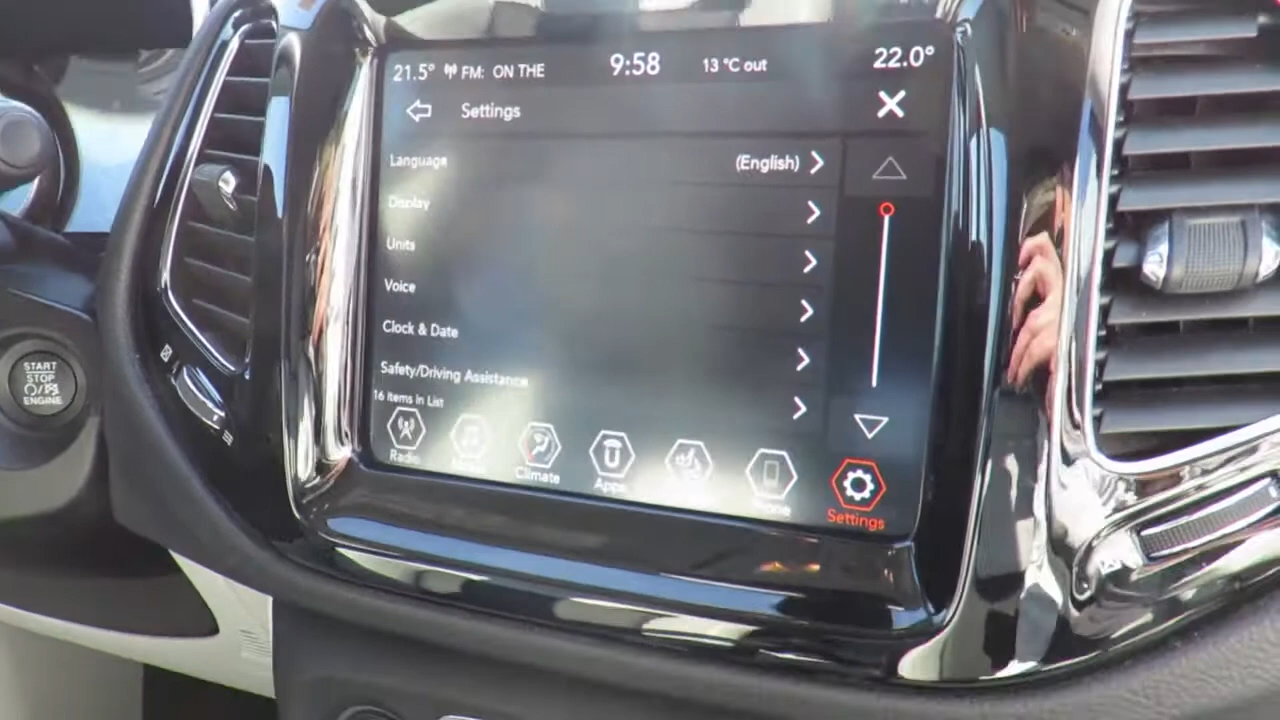 21.5° FM: ON THE 9:58 13 °C out 22.0°
Settings
Language (English)
Display
Units
Voice
Clock & Date
Safety/Driving Assistance
16 Items in List
Radio Climate Apps Settings
START
STOP
ENGINE